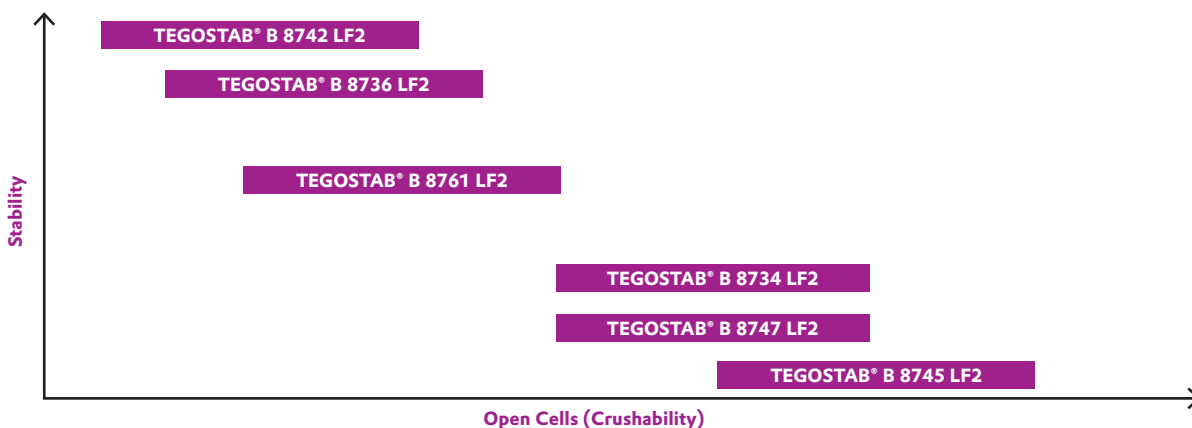 TEGOSTAB® B 8742 LF2
TEGOSTAB® B 8736 LF2
TEGOSTAB® B 8761 LF2
Stability
TEGOSTAB® B 8734 LF2
TEGOSTAB® B 8747 LF2
TEGOSTAB® B 8745 LF2
Open Cells (Crushability)